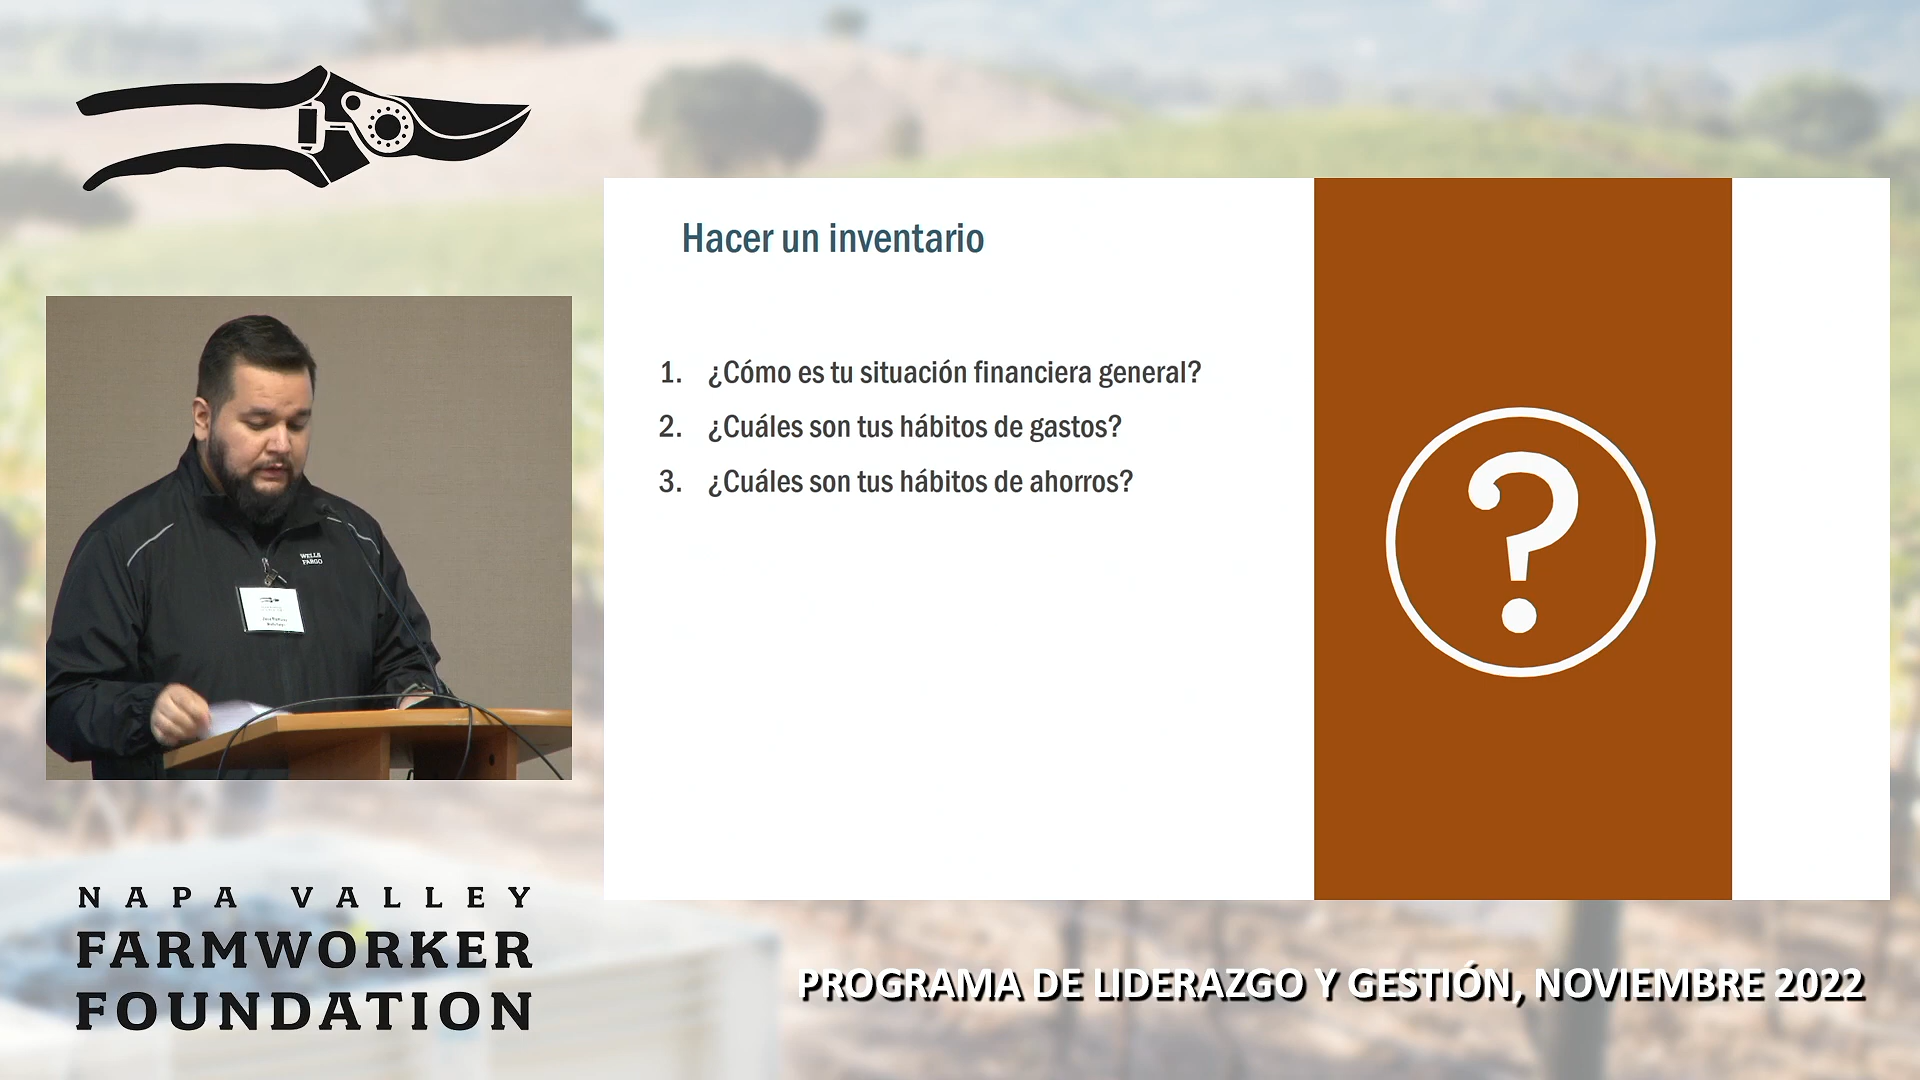 Hacer un inventario
1. ¿Cómo es tu situación financiera general?
2. ¿Cuáles son tus hábitos de gastos?
3. ¿Cuáles son tus hábitos de ahorros?
?
WELLS
FARGO
NAPA VALLEY
FARMWORKER
FOUNDATION
PROGRAMA DE LIDERAZGO Y GESTIÓN, NOVIEMBRE 2022